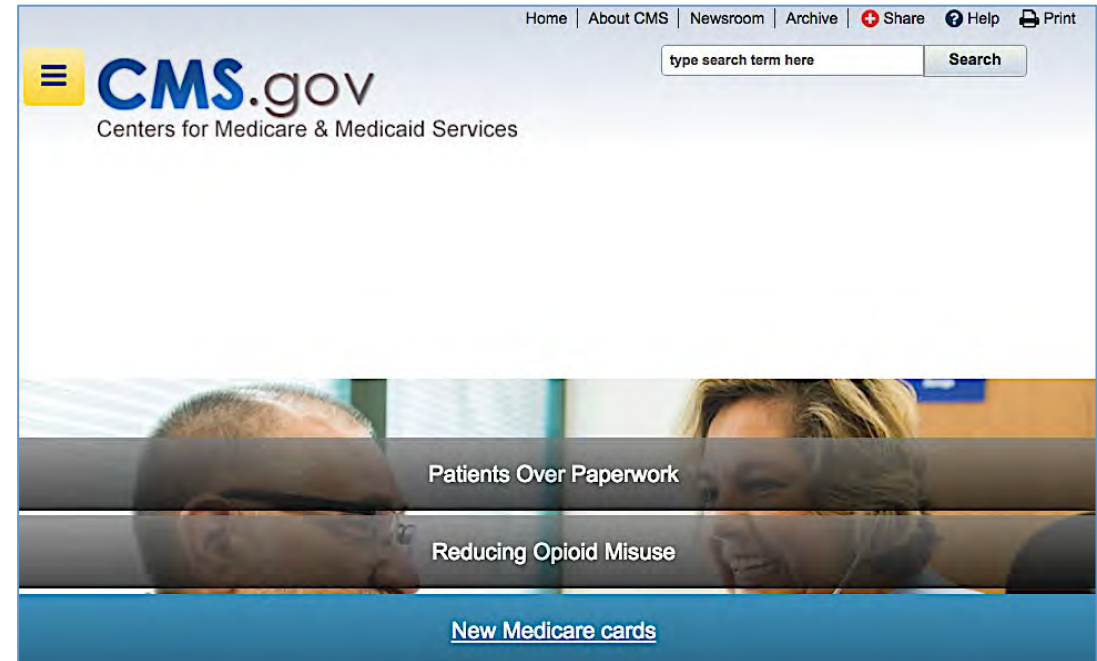 Home | About CMS | Newsroom | Archive | Share Help Print
type search term here Search
CMS.gov
Centers for Medicare & Medicaid Services
Patients Over Paperwork
Reducing Opioid Misuse
New Medicare cards